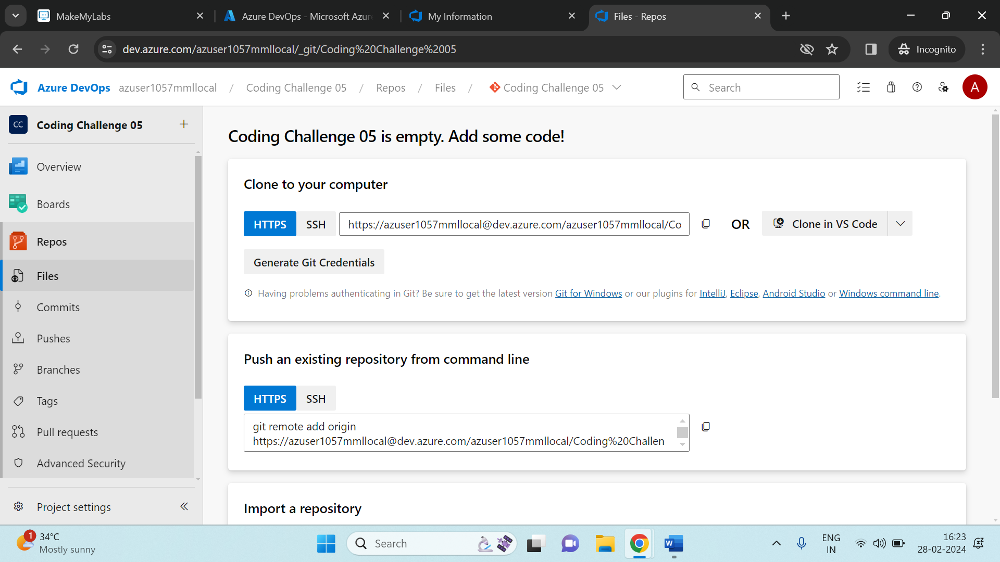 MakeMyLabs
Azure DevOps - Microsoft Azur
My Information
Files - Repos
dev.azure.com/azuser1057mmllocal/_git/Coding%20Challenge%2005
Incognito
Azure DevOps azuser1057mmllocal / Coding Challenge 05 / Repos / Files / Coding Challenge 05
Search
A
CC Coding Challenge 05
Overview
Boards
Repos
Files
Commits
Pushes
Branches
Tags
Pull requests
Advanced Security
Project settings
Coding Challenge 05 is empty. Add some code!
Clone to your computer
HTTPS SSH https://azuser1057mmllocal@dev.azure.com/azuser1057mmllocal/Co OR Clone in VS Code
Generate Git Credentials
Having problems authenticating in Git? Be sure to get the latest version Git for Windows or our plugins for IntelliJ, Eclipse, Android Studio or Windows command line.
Push an existing repository from command line
HTTPS SSH
git remote add origin
https://azuser1057mmllocal@dev.azure.com/azuser1057mmllocal/Coding%20Challen
Import a repository
1
34°C
Mostly sunny
Search
W
ENG
IN
16:23
28-02-2024